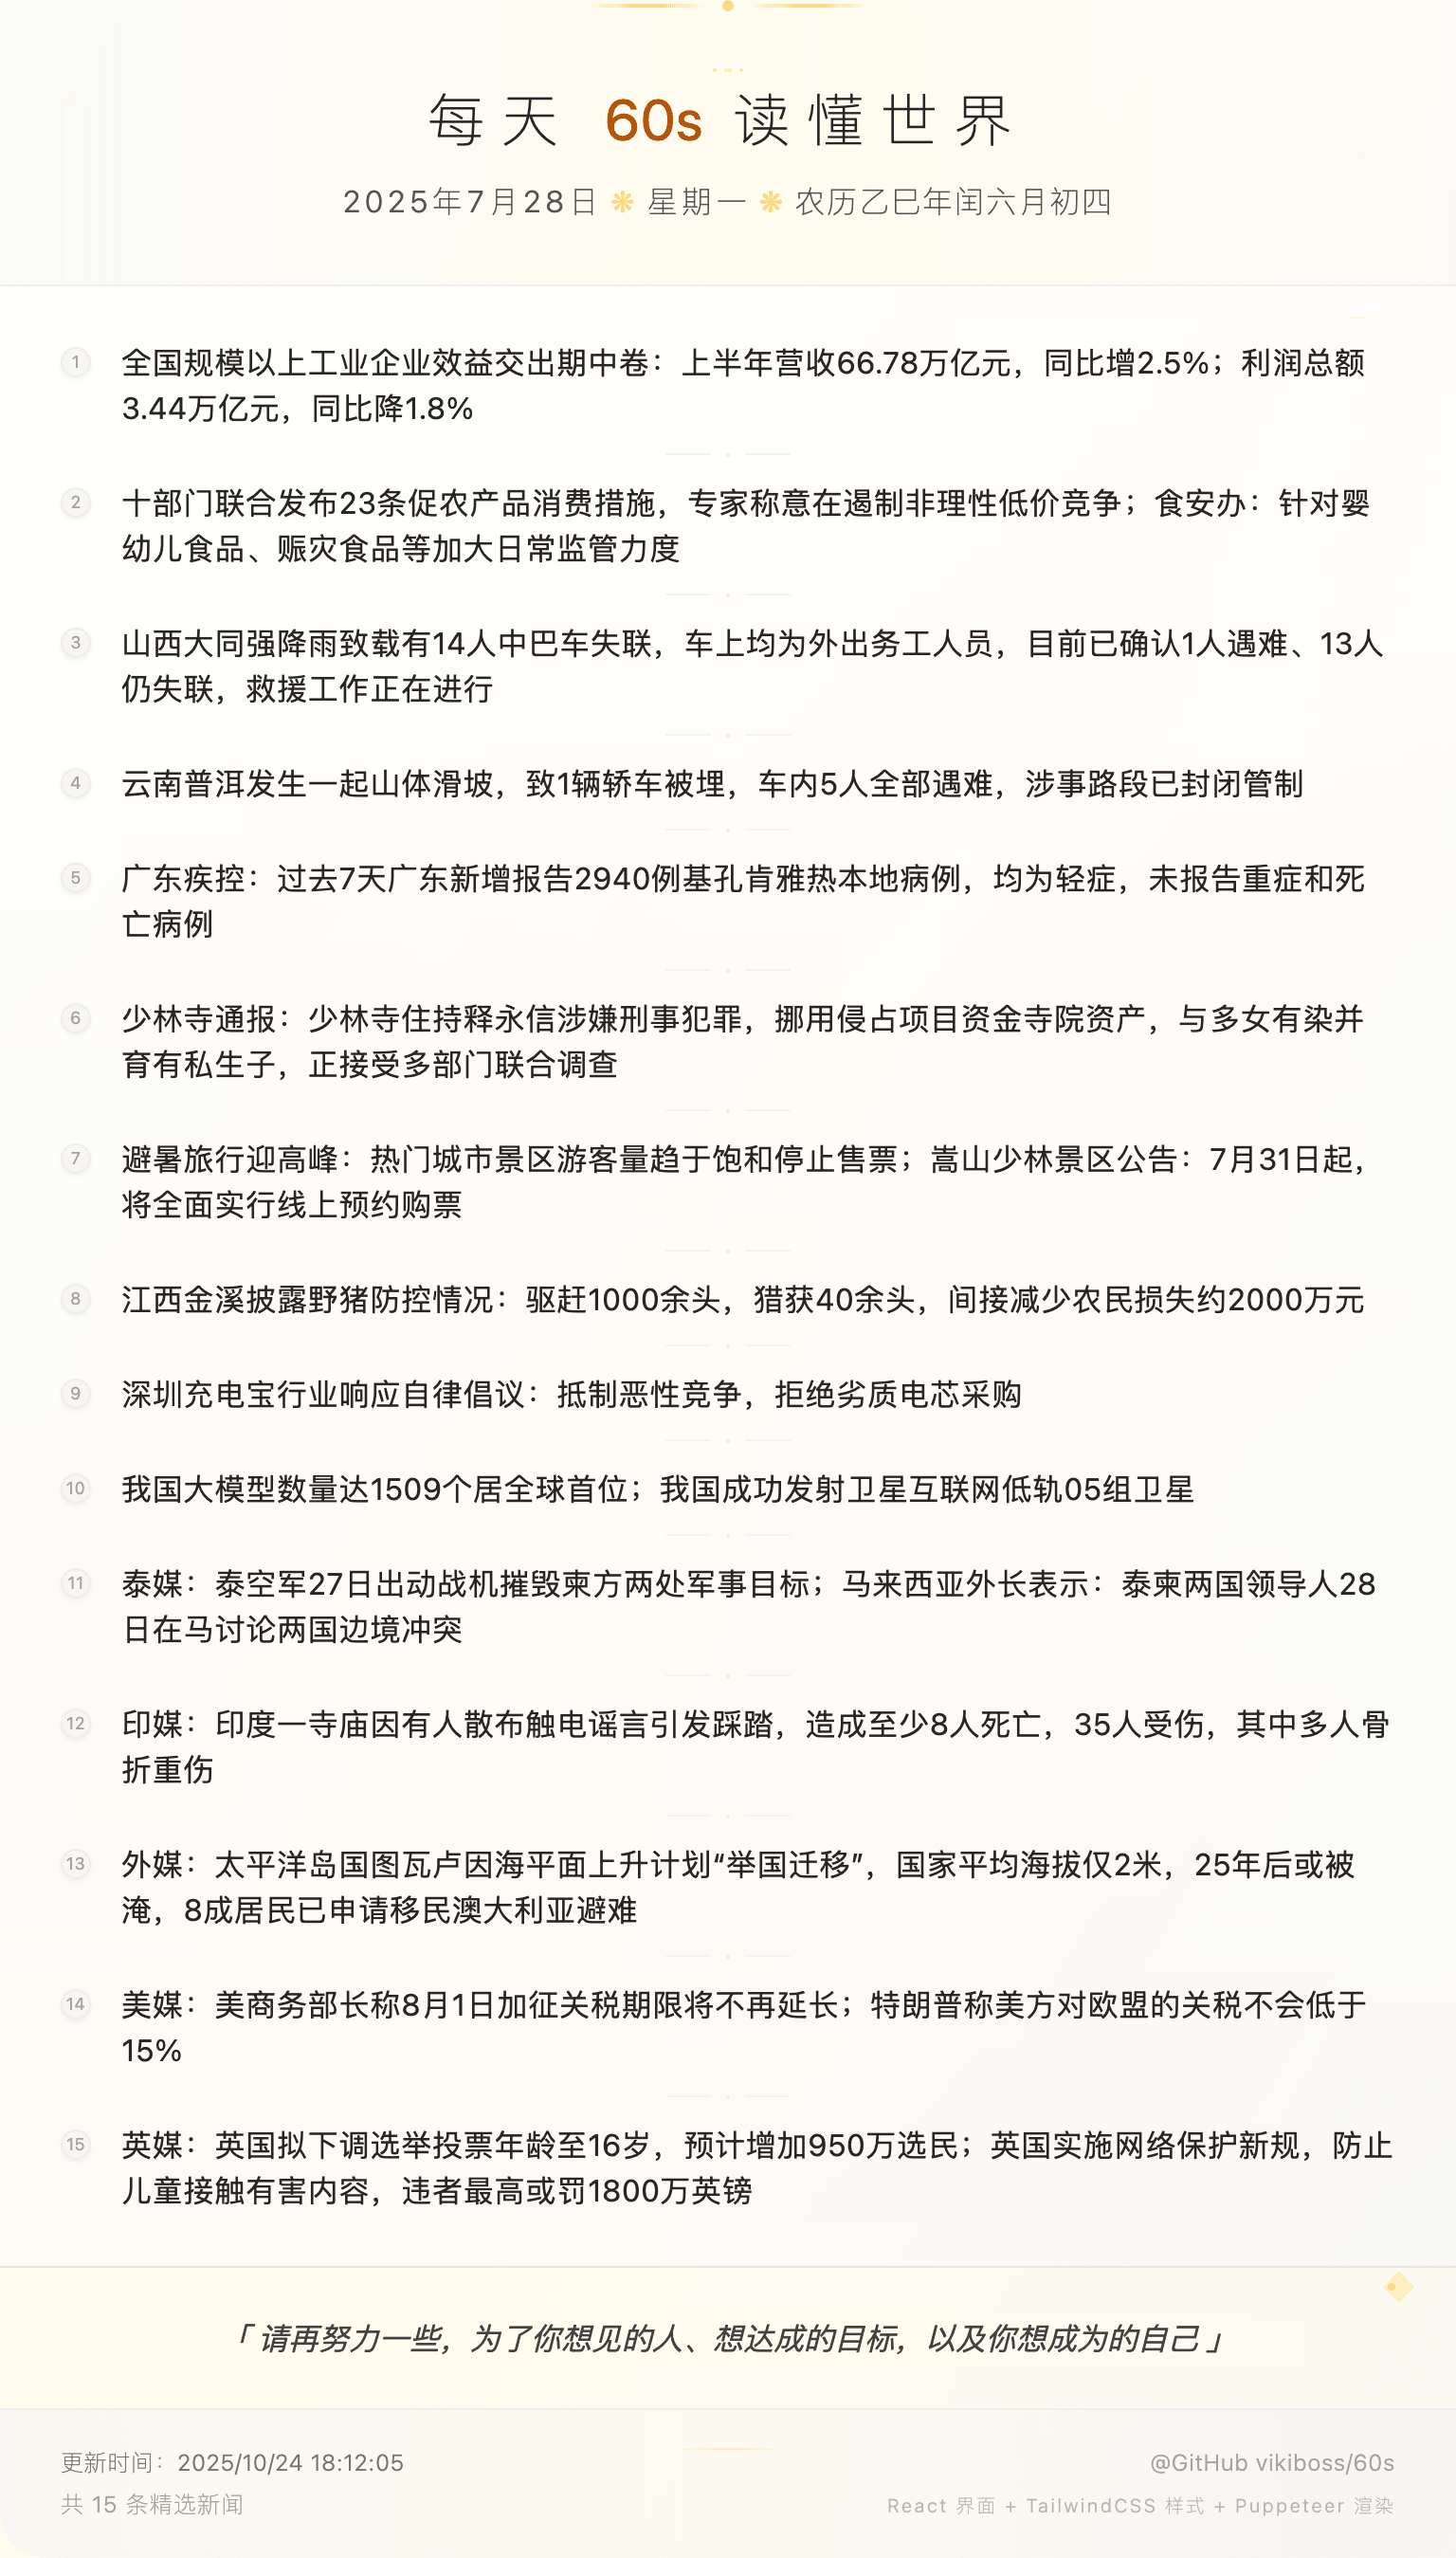 每天 60s 读懂世界
2025年7月28日 ❋ 星期一 ❋ 农历乙巳年闰六月初四
1 全国规模以上工业企业效益交出期中卷：上半年营收66.78万亿元，同比增2.5%；利润总额
3.44万亿元，同比降1.8%
2 十部门联合发布23条促农产品消费措施，专家称意在遏制非理性低价竞争；食安办：针对婴
幼儿食品、赈灾食品等加大日常监管力度
3 山西大同强降雨致载有14人中巴车失联，车上均为外出务工人员，目前已确认1人遇难、13人
仍失联，救援工作正在进行
4 云南普洱发生一起山体滑坡，致1辆轿车被埋，车内5人全部遇难，涉事路段已封闭管制
5 广东疾控：过去7天广东新增报告2940例基孔肯雅热本地病例，均为轻症，未报告重症和死
亡病例
6 少林寺通报：少林寺住持释永信涉嫌刑事犯罪，挪用侵占项目资金寺院资产，与多女有染并
育有私生子，正接受多部门联合调查
7 避暑旅行迎高峰：热门城市景区游客量趋于饱和停止售票；嵩山少林景区公告：7月31日起，
将全面实行线上预约购票
8 江西金溪披露野猪防控情况：驱赶1000余头，猎获40余头，间接减少农民损失约2000万元
9 深圳充电宝行业响应自律倡议：抵制恶性竞争，拒绝劣质电芯采购
10 我国大模型数量达1509个居全球首位；我国成功发射卫星互联网低轨05组卫星
11 泰媒：泰空军27日出动战机摧毁柬方两处军事目标；马来西亚外长表示：泰柬两国领导人28
日在马讨论两国边境冲突
12 印媒：印度一寺庙因有人散布触电谣言引发踩踏，造成至少8人死亡，35人受伤，其中多人骨
折重伤
13 外媒：太平洋岛国图瓦卢因海平面上升计划“举国迁移”，国家平均海拔仅2米，25年后或被
淹，8成居民已申请移民澳大利亚避难
14 美媒：美商务部长称8月1日加征关税期限将不再延长；特朗普称美方对欧盟的关税不会低于
15%
15 英媒：英国拟下调选举投票年龄至16岁，预计增加950万选民；英国实施网络保护新规，防止
儿童接触有害内容，违者最高或罚1800万英镑
「 请再努力一些，为了你想见的人、想达成的目标，以及你想成为的自己 」
更新时间：2025/10/24 18:12:05
@GitHub vikiboss/60s
共 15 条精选新闻
React 界面 + TailwindCSS 样式 + Puppeteer 渲染